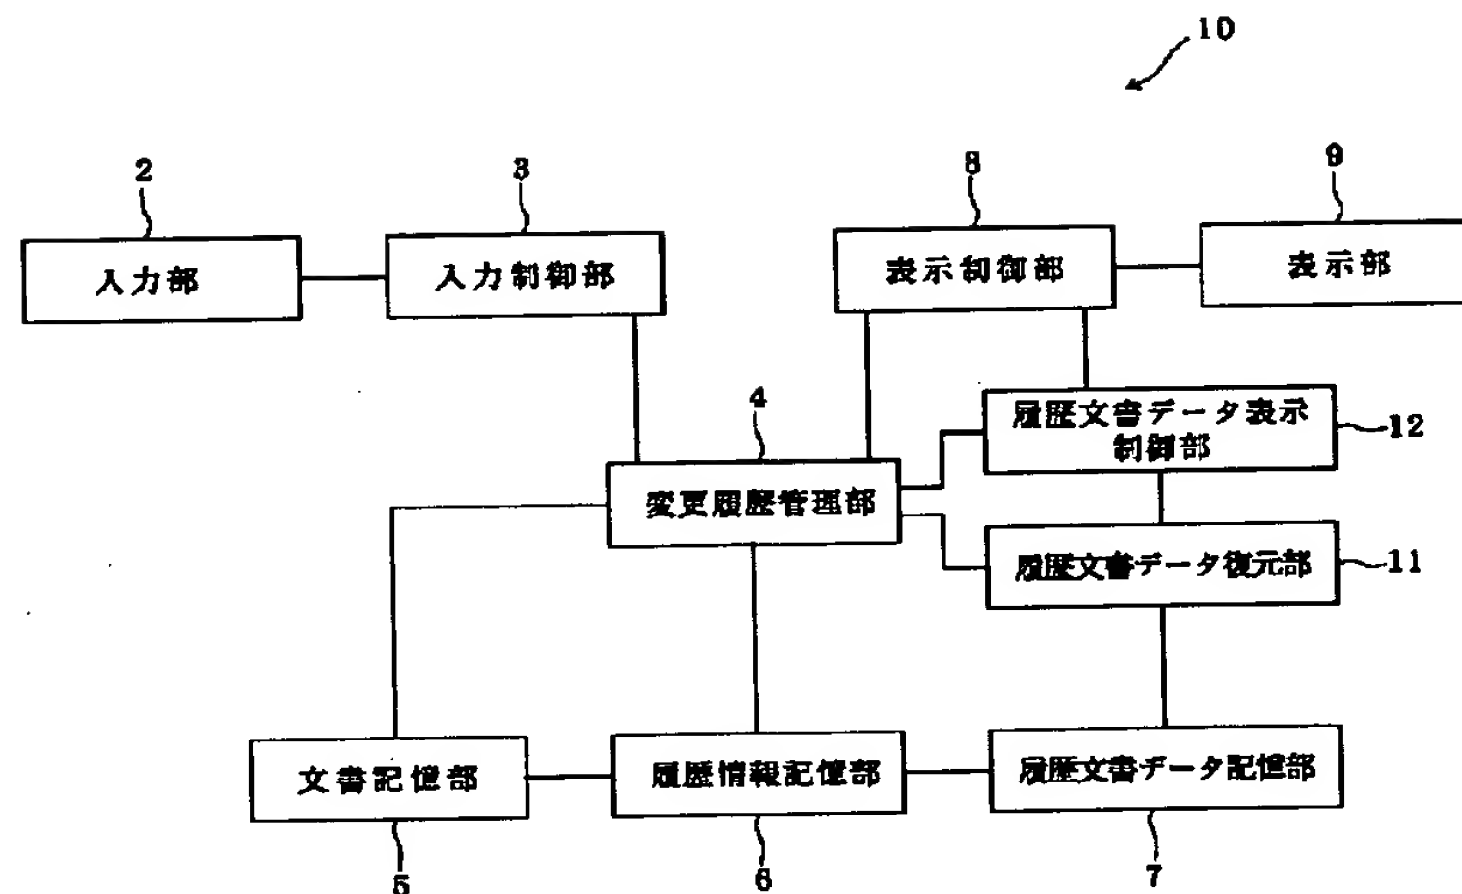 10
2
3
8
9
入力部
入力制御部
表示制御部
表示部
4
履歴文書データ表示
制御部
12
変更履歴管理部
履歴文書データ復元部
11
文書記憶部
履歴情報記憶部
履歴文書データ記憶部
5
6
7